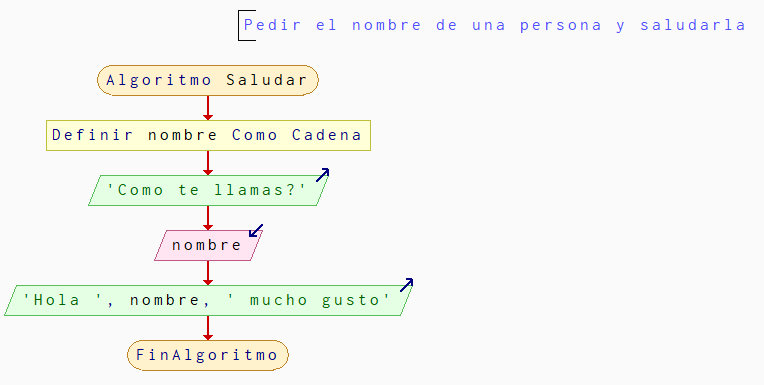 Pedir el nombre de una persona y saludarla
Algoritmo Saludar
Definir nombre Como Cadena
'Como te llamas?'
nombre
'Hola ', nombre, ' mucho gusto'
FinAlgoritmo